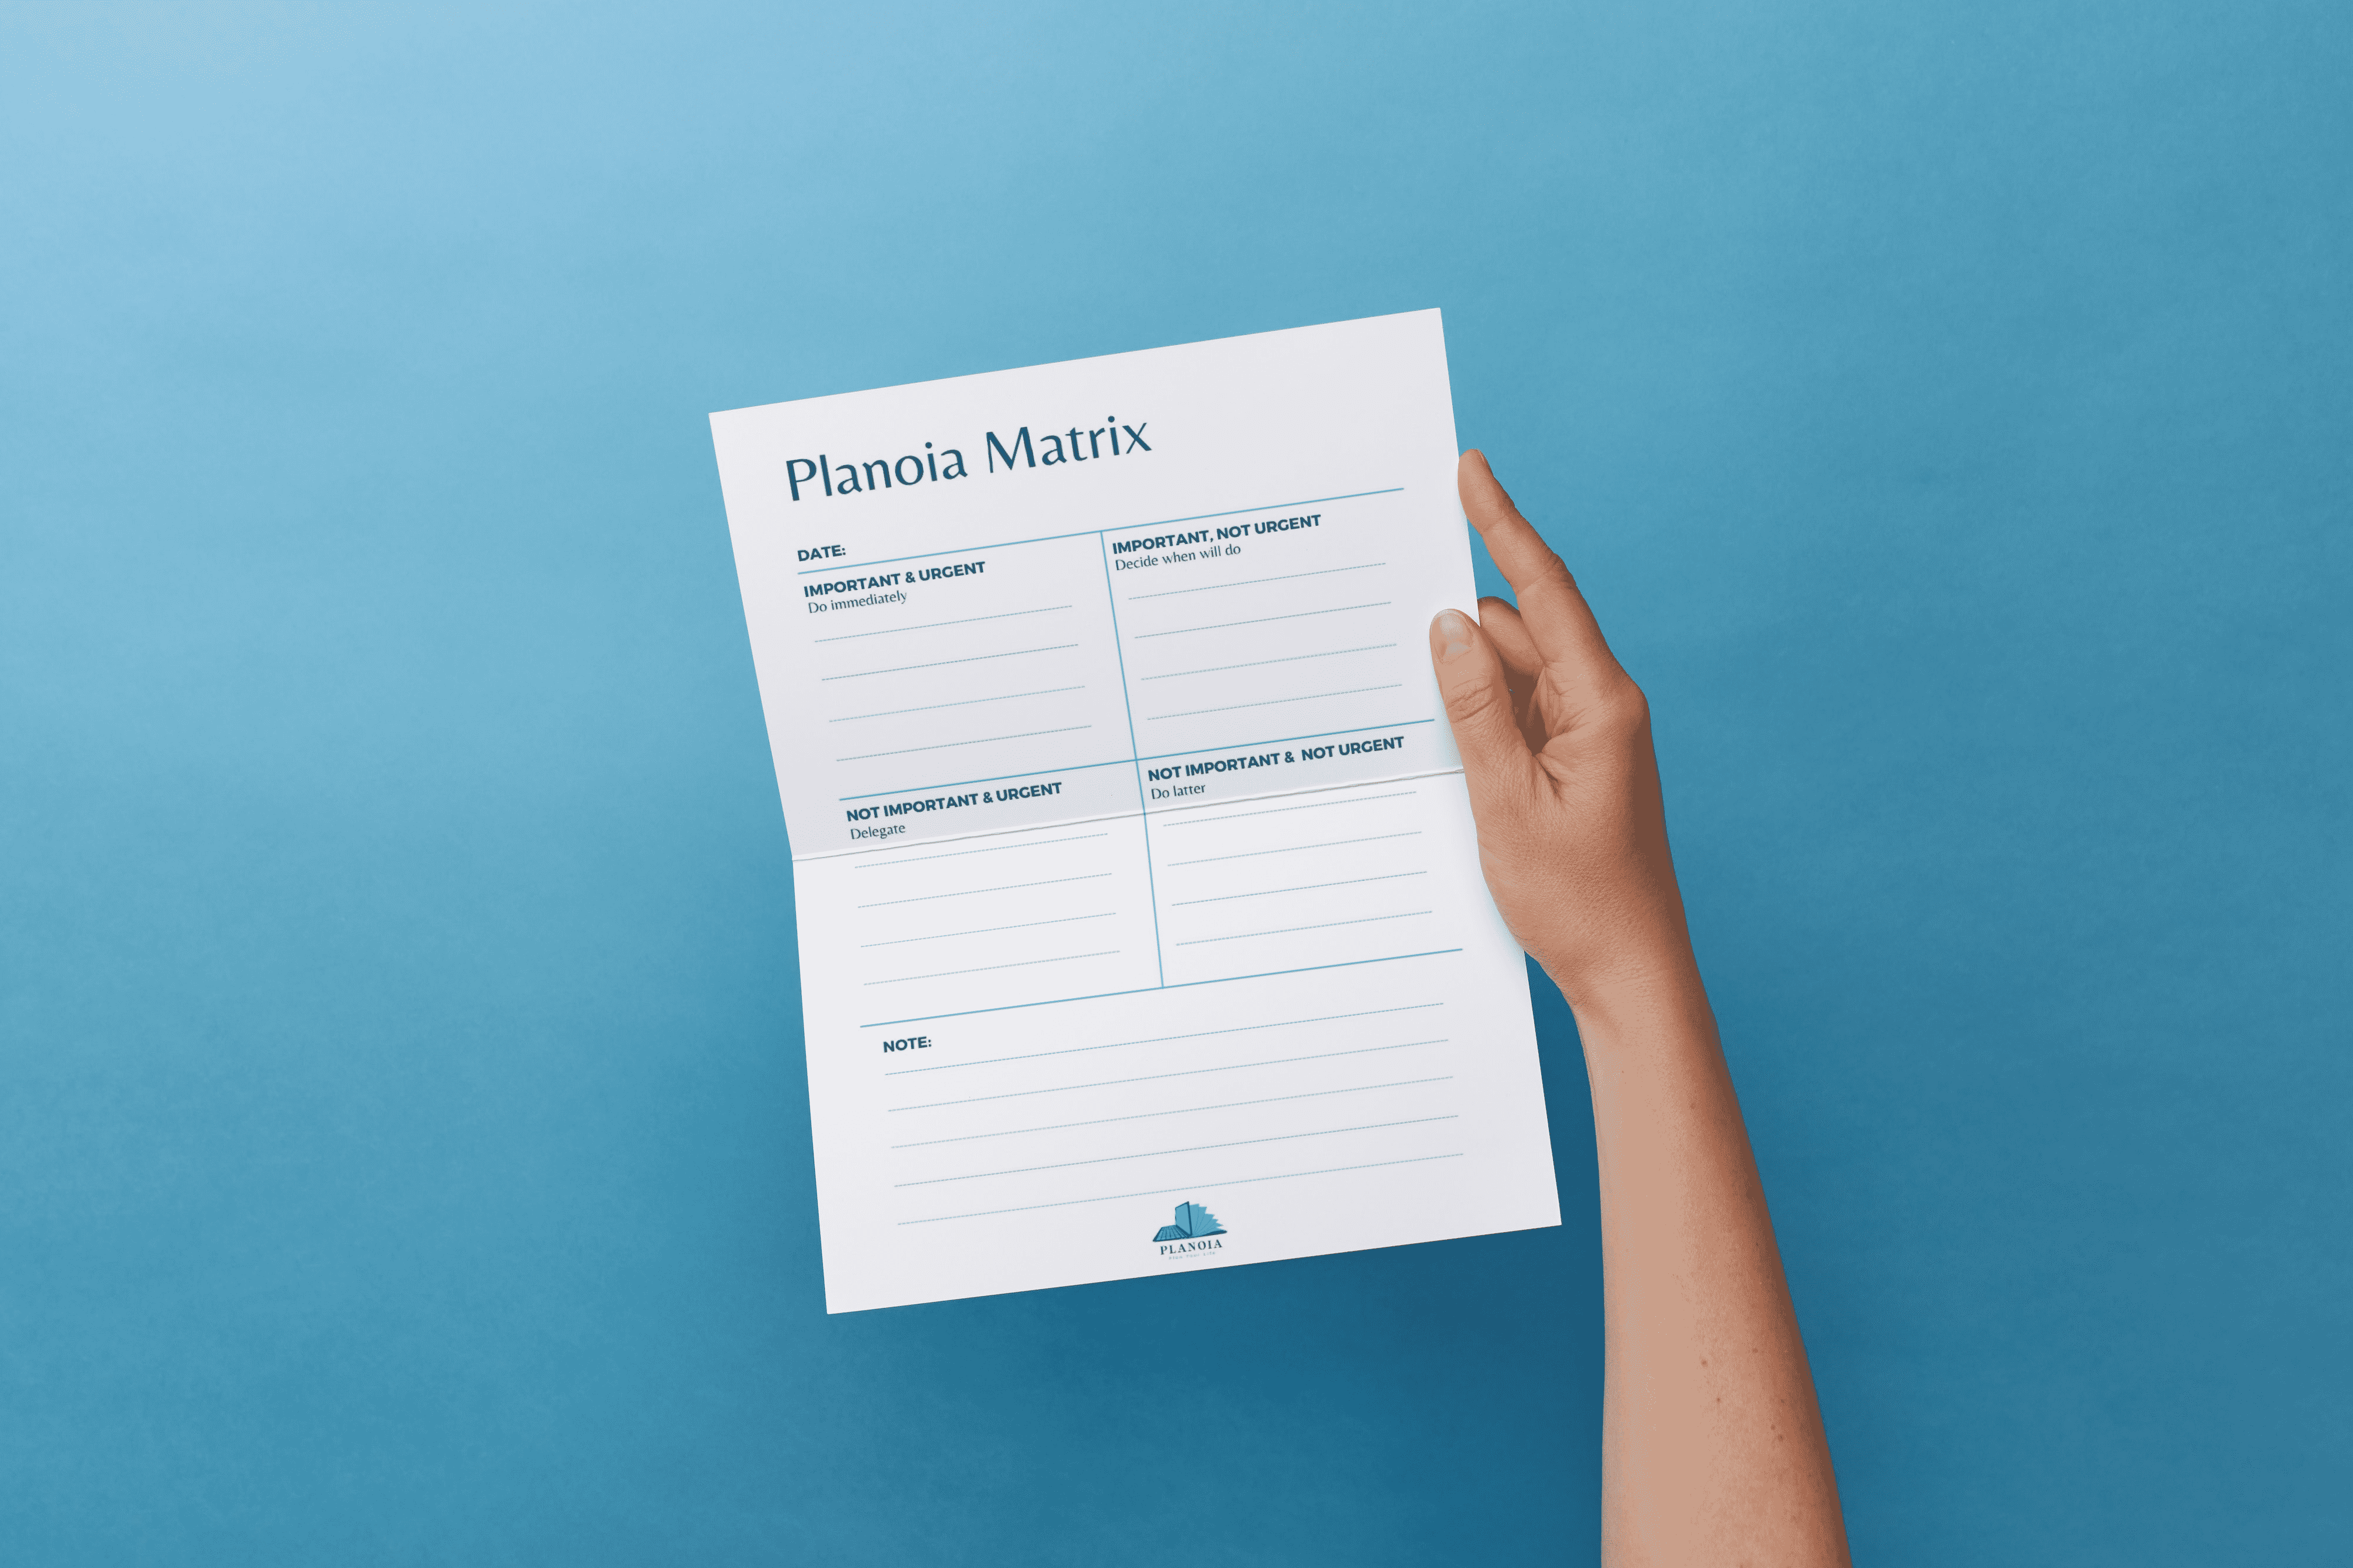 Planoia Matrix
DATE:
IMPORTANT & URGENT
Do immediately
IMPORTANT, NOT URGENT
Decide when will do
NOT IMPORTANT & URGENT
Delegate
NOT IMPORTANT & NOT URGENT
Do latter
NOTE:
PLANOIA